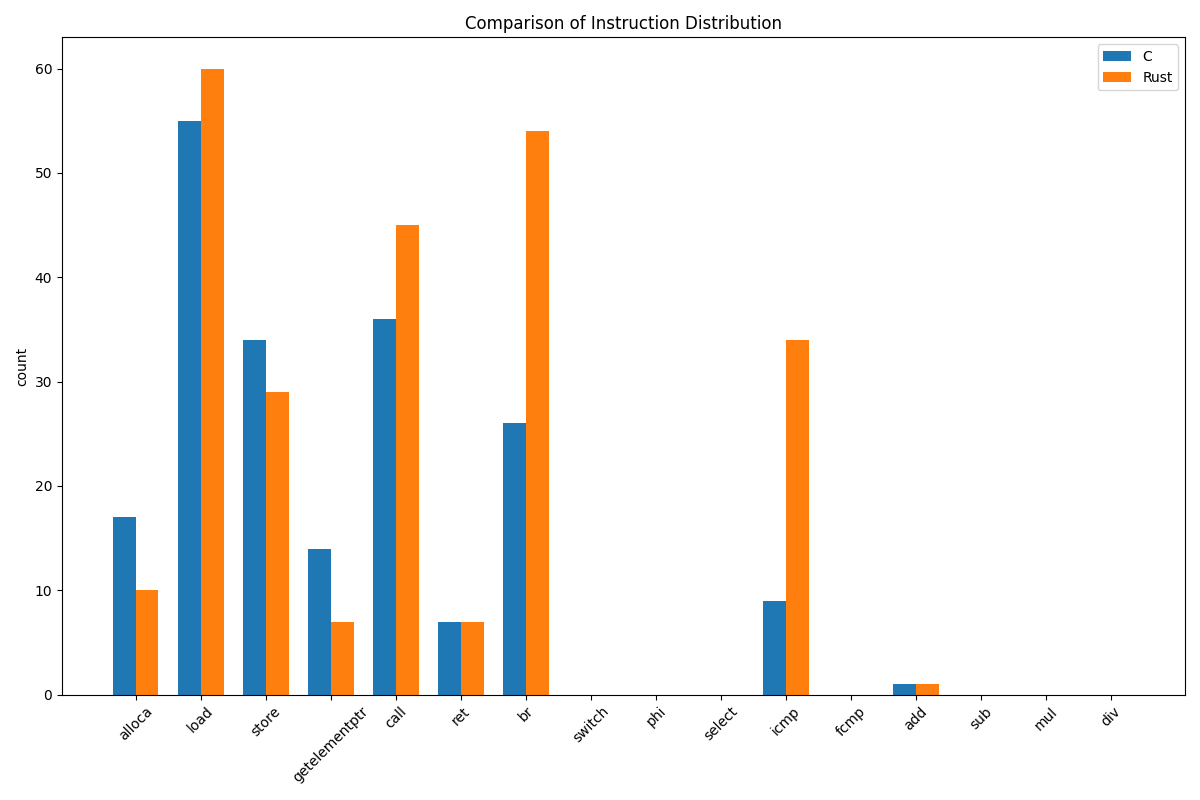 Comparison of Instruction Distribution
C
Rust
count
60
50
40
30
20
10
0
alloca
load
store
getelementptr
call
ret
br
switch
phi
select
icmp
fcmp
add
sub
mul
div